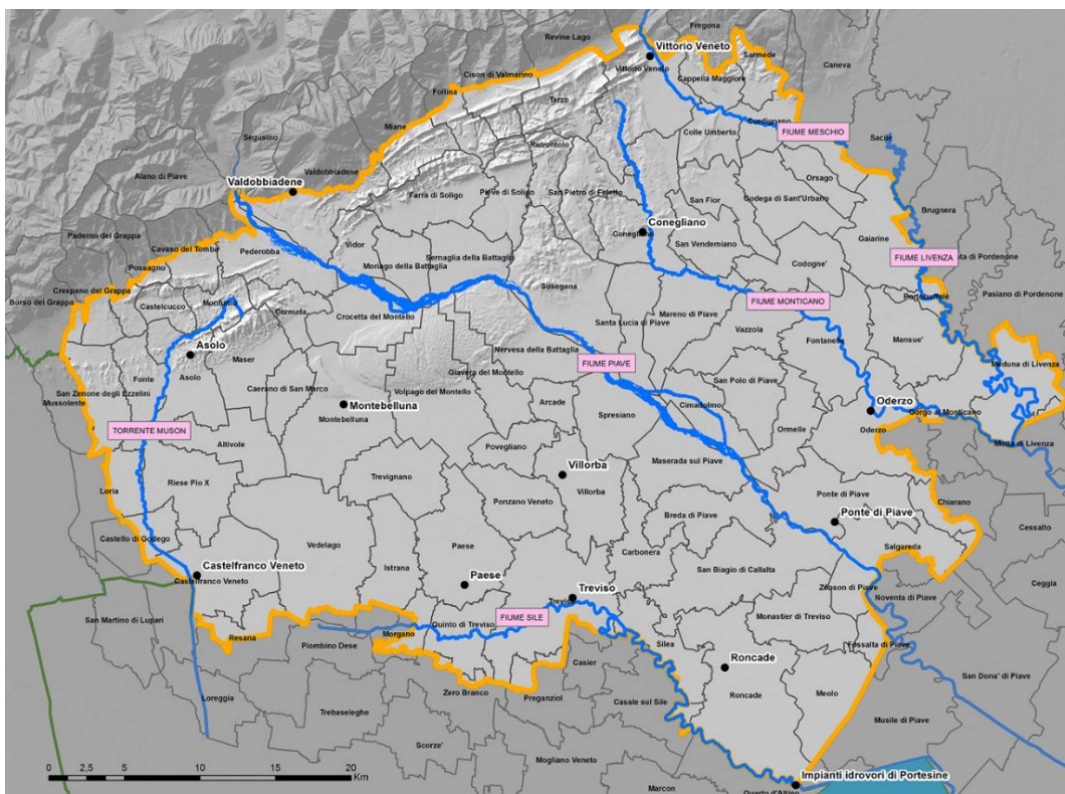 Fregona
Revine Lago
Vittorio Veneto
Sarmede
Caneva
Vittorio Veneto
Cappella Maggiore
Cison di Valmarino
Follina
Tarzo
Cordignano
FIUME MESCHIO
Colle Umberto
Sacile
Miane
Segusino
Refrontolo
Alano di Piave
Valdobbiadene
Valdobbiadene
Orsago
Farra di Soligo
Pieve di Soligo
San Pietro di Feletto
San Fior
Godega di Sant'Urbano
Brugnera
Conegliano
Conegliano
San Vendemiano
Gaiarine
Paderno del Grappa
Cavaso del Tomba
Pederobba
Vidor
Sernaglia della Battaglia
Moriago della Battaglia
Codogne'
FIUME LIVENZA
Possagno
Crespano del Grappa
Borso del Grappa
Susegana
Pasiano di Pordenone
Portobuffolè
Castelcucco
Monfumo
Cornuda
Crocetta del Montello
FIUME MONTICANO
Mareno di Piave
Santa Lucia di Piave
Vazzola
Fontanelle
Mansue'
Asolo
Maser
Nervesa della Battaglia
FIUME PIAVE
Meduna di Livenza
Fonte
Asolo
Giavera del Montello
San Polo di Piave
San Zenone degli Ezzelini
Mussolente
Caerano di San Marco
Volpago del Montello
Arcade
Cimadolmo
Oderzo
Montebelluna
Montebelluna
Spresiano
Gorgo al Monticano
Ormelle
Oderzo
TORRENTE MUSON
Altivole
Povegliano
Motta di Livenza
Maserada sul Piave
Villorba
Villorba
Ponte di Piave
Riese Pio X
Trevignano
Loria
Ponzano Veneto
Chiarano
Breda di Piave
Ponte di Piave
Cessalto
Castello di Godego
Vedelago
Paese
Carbonera
Salgareda
Castelfranco Veneto
Castelfranco Veneto
Istrana
Paese
San Biagio di Callalta
Ceggia
Treviso
Zenson di Piave
Noventa di Piave
San Martino di Lupari
FIUME SILE
Quinto di Treviso
Monastier di Treviso
Resana
Morgano
Piombino Dese
Silea
Fossalta di Piave
Casier
Roncade
San Dona' di Piave
Loreggia
Zero Branco
Preganziol
Roncade
Meolo
Casale sul Sile
Trebaseleghe
Musile di Piave
Scorze'
Mogliano Veneto
Impianti idrovori di Portesine
Marcon
Quarto d'Altino
0 5 10 20
Km